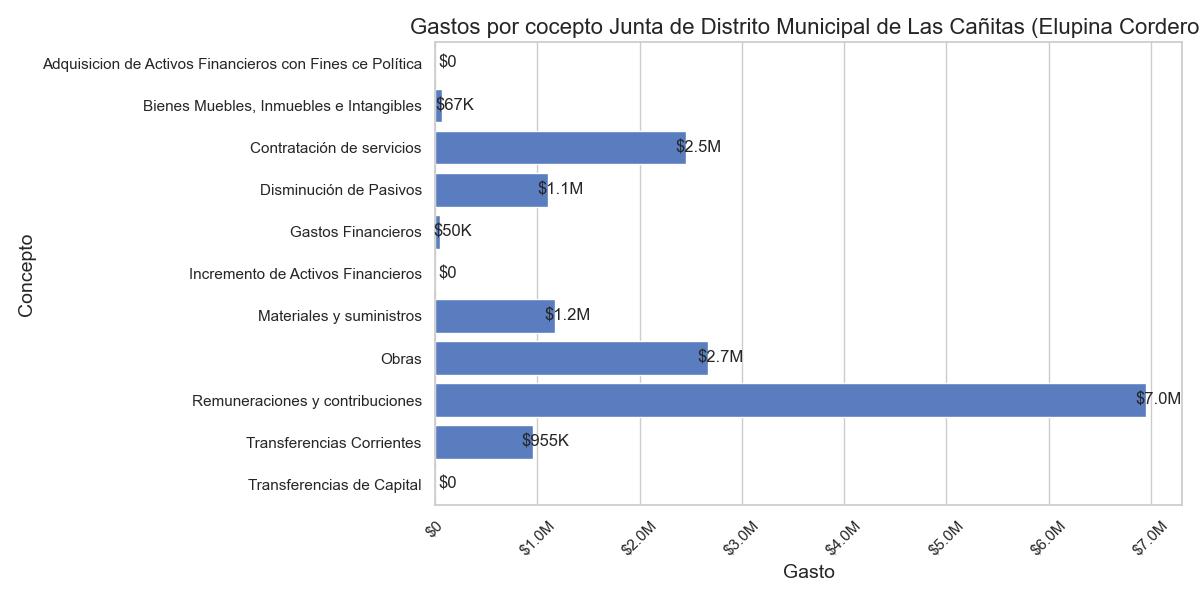 Gastos por cocepto Junta de Distrito Municipal de Las Cañitas (Elupina Cordero
Concepto
Adquisicion de Activos Financieros con Fines ce Política $0
Bienes Muebles, Inmuebles e Intangibles $67K
Contratación de servicios $2.5M
Disminución de Pasivos $1.1M
Gastos Financieros $50K
Incremento de Activos Financieros $0
Materiales y suministros $1.2M
Obras $2.7M
Remuneraciones y contribuciones $7.0M
Transferencias Corrientes $955K
Transferencias de Capital $0
$0 $1.0M $2.0M $3.0M $4.0M $5.0M $6.0M $7.0M
Gasto